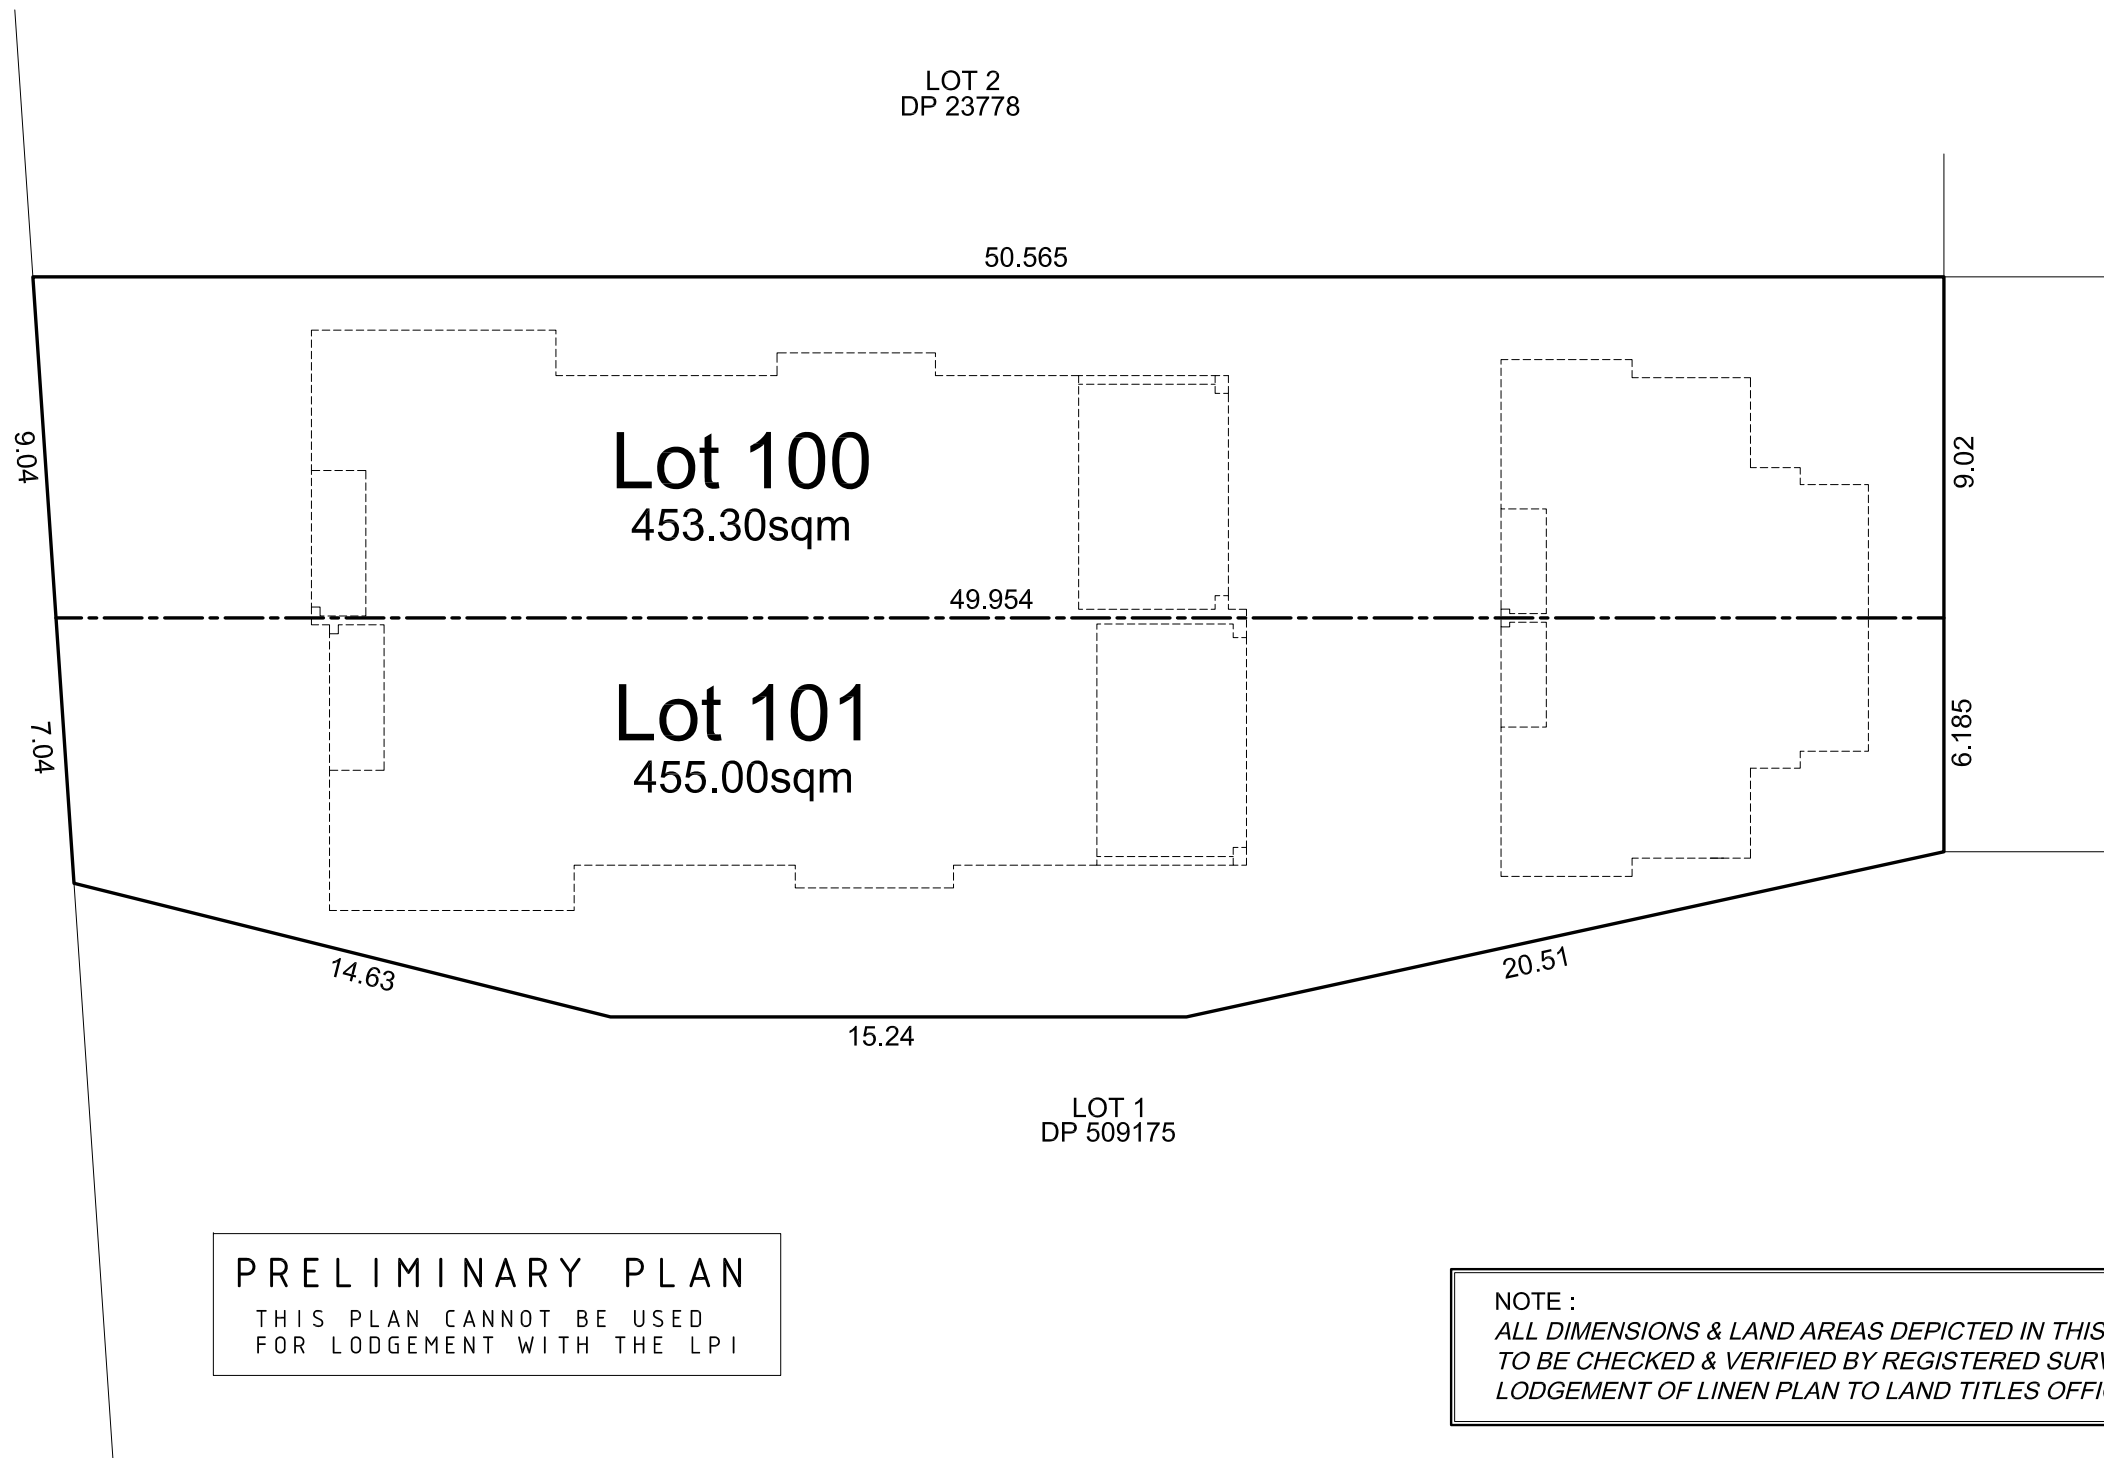 LOT 2
DP 23778
50.565
9.04
Lot 100
453.30sqm
9.02
49.954
7.04
Lot 101
455.00sqm
6.185
14.63
15.24
20.51
LOT 1
DP 509175
PRELIMINARY PLAN
THIS PLAN CANNOT BE USED
FOR LODGEMENT WITH THE LPI
NOTE :
ALL DIMENSIONS & LAND AREAS DEPICTED IN THIS
TO BE CHECKED & VERIFIED BY REGISTERED
LODGEMENT OF LINEN PLAN TO LAND TITLES